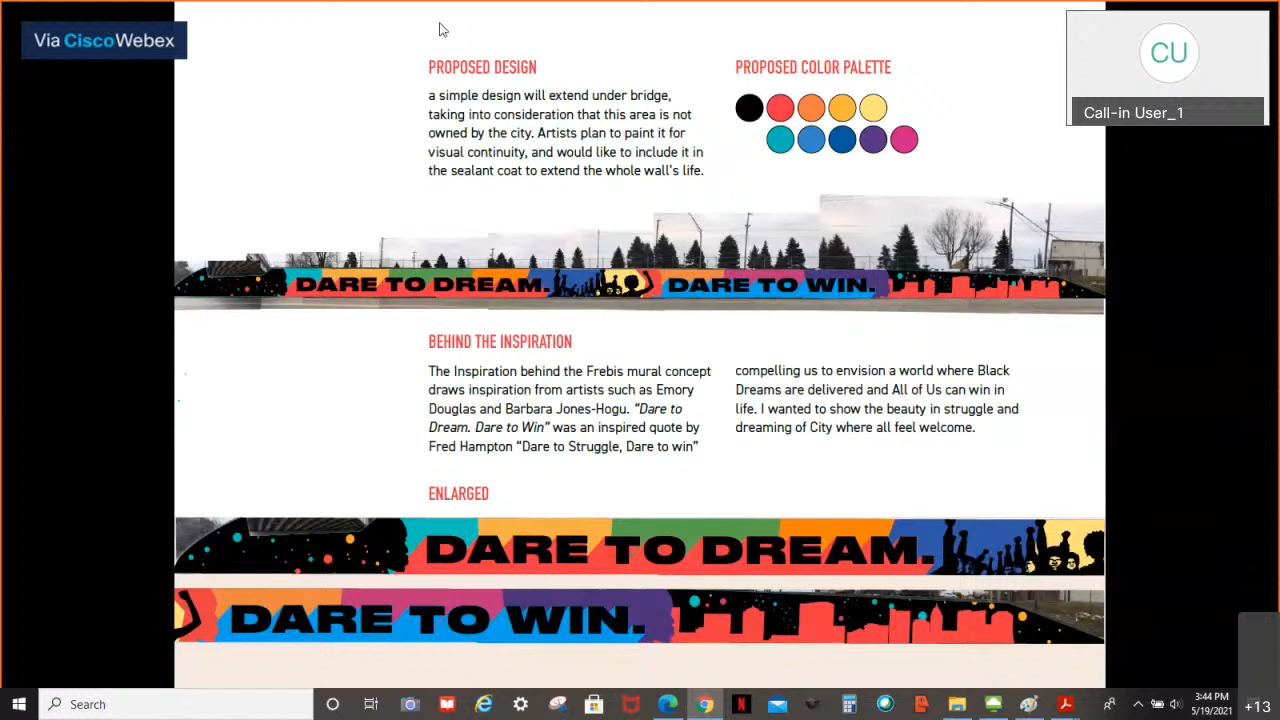 Via CiscoWebex
CU
Call-in User_1
PROPOSED DESIGN
a simple design will extend under bridge,
taking into consideration that this area is not
owned by the city. Artists plan to paint it for
visual continuity, and would like to include it in
the sealant coat to extend the whole wall's life.
PROPOSED COLOR PALETTE
DARE TO DREAM.
DARE TO WIN.
BEHIND THE INSPIRATION
The Inspiration behind the Frebis mural concept
draws inspiration from artists such as Emory
Douglas and Barbara Jones-Hogu. “Dare to
Dream. Dare to Win” was an inspired quote by
Fred Hampton “Dare to Struggle, Dare to win”
compelling us to envision a world where Black
Dreams are delivered and All of Us can win in
life. I wanted to show the beauty in struggle and
dreaming of City where all feel welcome.
ENLARGED
DARE TO DREAM.
DARE TO WIN.
Search
3:44 PM
5/19/2021
+13